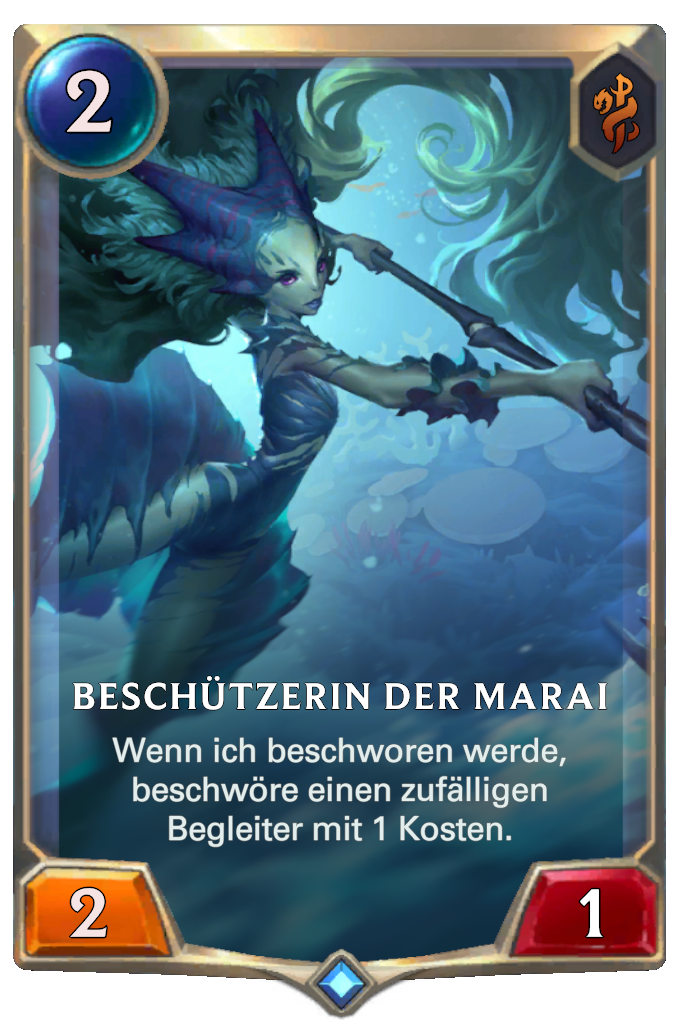 2
BESCHÜTZERIN DER MARAI
Wenn ich beschworen werde,
beschwöre einen zufälligen
Begleiter mit 1 Kosten.
2
1